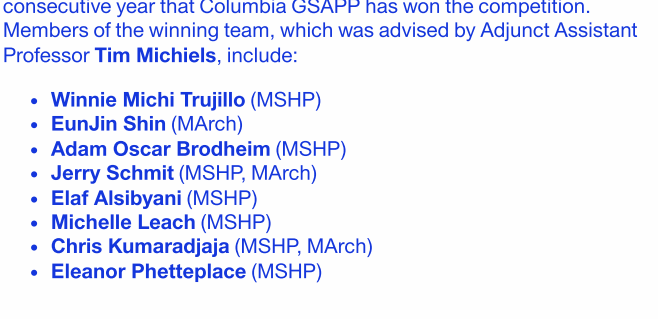 consecutive year that Columbia GSAPP has won the competition.
Members of the winning team, which was advised by Adjunct Assistant
Professor Tim Michiels, include:
• Winnie Michi Trujillo (MSHP)
• EunJin Shin (MArch)
• Adam Oscar Brodheim (MSHP)
• Jerry Schmit (MSHP, MArch)
• Elaf Alsibyani (MSHP)
• Michelle Leach (MSHP)
• Chris Kumaradjaja (MSHP, MArch)
• Eleanor Phetteplace (MSHP)